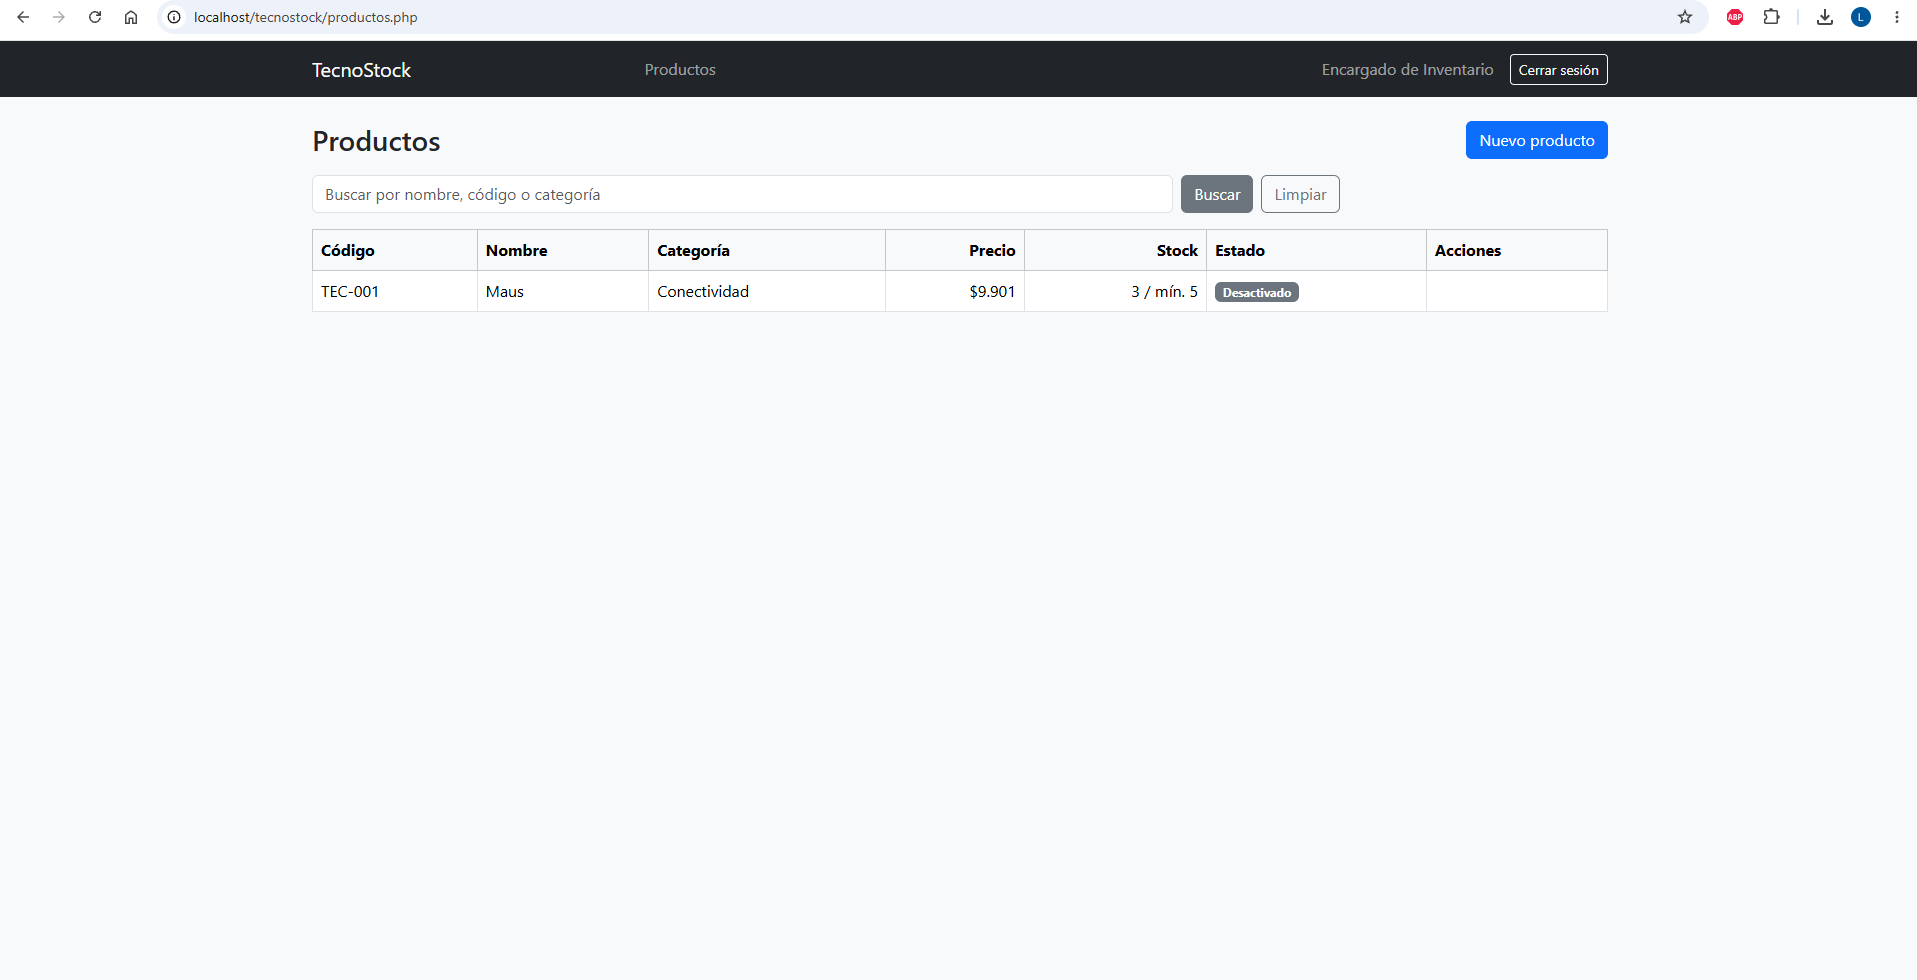 localhost/tecnostock/productos.php
ABP
L
TecnoStock
Productos
Encargado de Inventario
Cerrar sesión
Productos
Nuevo producto
Buscar por nombre, código o categoría
Buscar
Limpiar
Código Nombre Categoría Precio Stock Estado Acciones
TEC-001 Maus Conectividad $9.901 3 / mín. 5 Desactivado